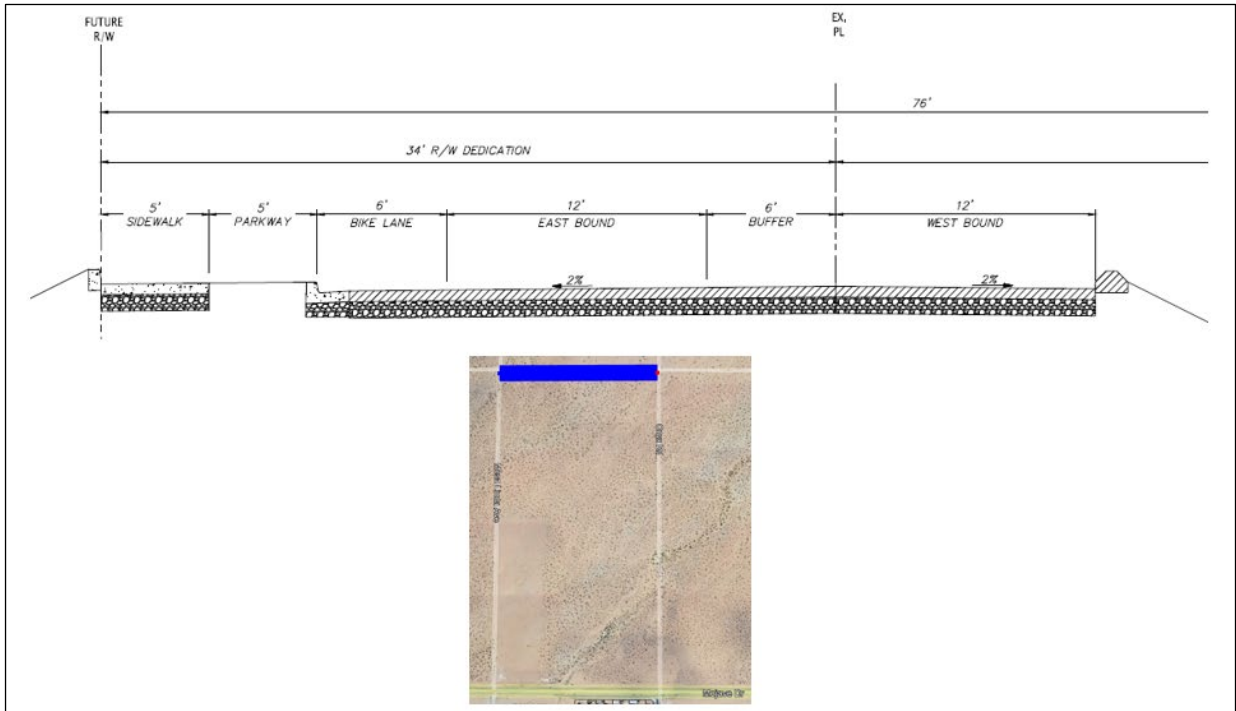 FUTURE
R/W
EX,
PL
76'
34' R/W DEDICATION
5'
SIDEWALK
5'
PARKWAY
6'
BIKE LANE
12'
EAST BOUND
6'
BUFFER
12'
WEST BOUND
2%
2%
Mojave Dr